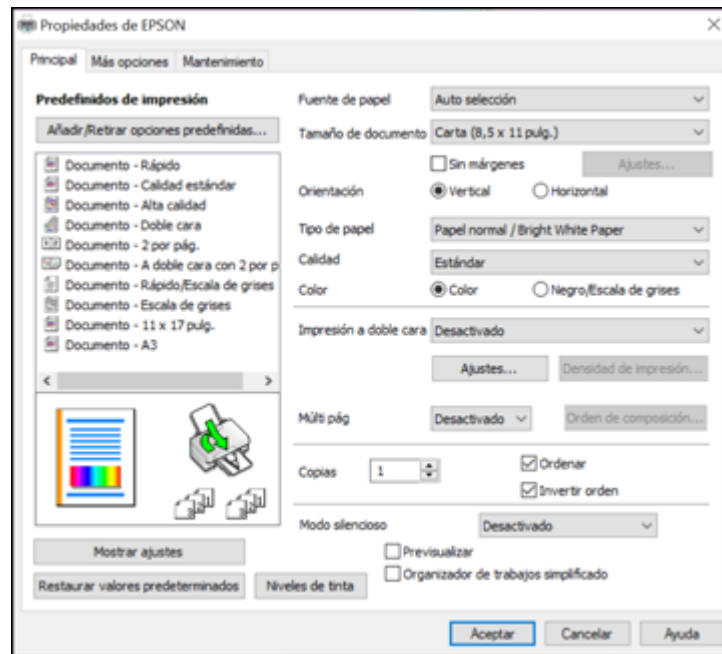 Propiedades de EPSON
Principal
Más opciones
Mantenimiento
Predefinidos de impresión
Añadir/Retirar opciones predefinidas...
Documento - Rápido
Documento - Calidad estándar
Documento - Alta calidad
Documento - Doble cara
Documento - 2 por pág.
Documento - A doble cara con 2 por p
Documento - Rápido/Escala de grises
Documento - Escala de grises
Documento - 11 x 17 pulg.
Documento - A3
Mostrar ajustes
Restaurar valores predeterminados
Niveles de tinta
Fuente de papel
Auto selección
Tamaño de documento
Carta (8,5 x 11 pulg.)
Sin márgenes
Ajustes...
Orientación
Vertical
Horizontal
Tipo de papel
Papel normal / Bright White Paper
Calidad
Estándar
Color
Color
Negro/Escala de grises
Impresión a doble cara
Desactivado
Ajustes...
Densidad de impresión...
Múlti pág
Desactivado
Orden de composición...
Copias
1
Ordenar
Invertir orden
Modo silencioso
Desactivado
Previsualizar
Organizador de trabajos simplificado
Aceptar
Cancelar
Ayuda